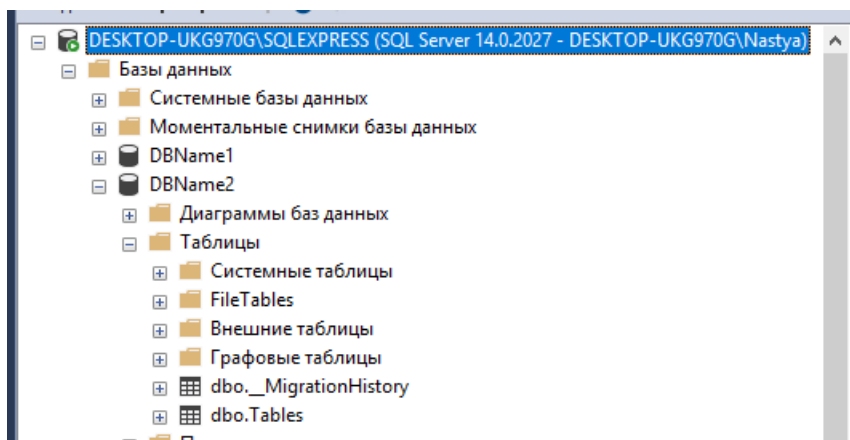 DESKTOP-UKG970G\SQLEXPRESS (SQL Server 14.0.2027 - DESKTOP-UKG970G\Nastya)
Базы данных
Системные базы данных
Моментальные снимки базы данных
DBName1
DBName2
Диаграммы баз данных
Таблицы
Системные таблицы
FileTables
Внешние таблицы
Графовые таблицы
dbo.__MigrationHistory
dbo.Tables